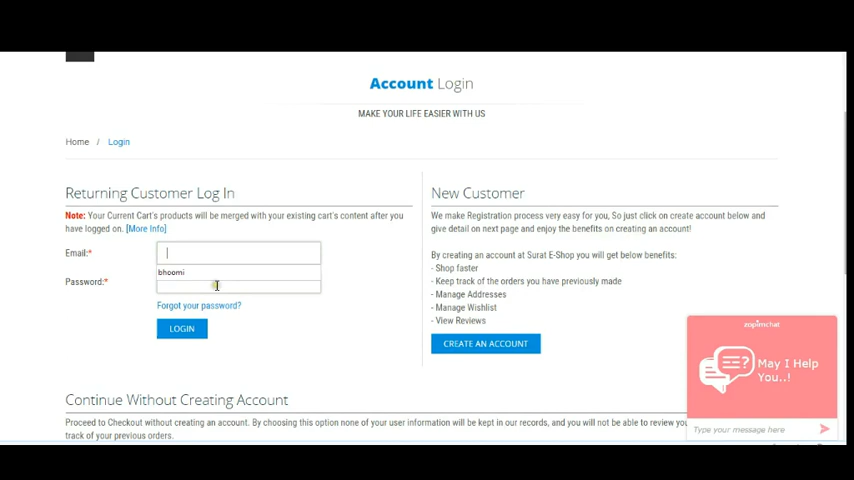 Account Login
MAKE YOUR LIFE EASIER WITH US
Home / Login
Returning Customer Log In
Note: Your Current Cart's products will be merged with your existing cart's content after you
have logged on. [More Info]
Email:*
bhoomi
Password:*
Forgot your password?
LOGIN
New Customer
We make Registration process very easy for you, So just click on create account below and
give detail on next page and enjoy the benefits on creating an account!
By creating an account at Surat E-Shop you will get below benefits:
- Shop faster
- Keep track of the orders you have previously made
- Manage Addresses
- Manage Wishlist
- View Reviews
CREATE AN ACCOUNT
zopimchat
May I Help
You..!
Type your message here
Continue Without Creating Account
Proceed to Checkout without creating an account. By choosing this option none of your user information will be kept in our records, and you will not be able to review you
track of your previous orders.